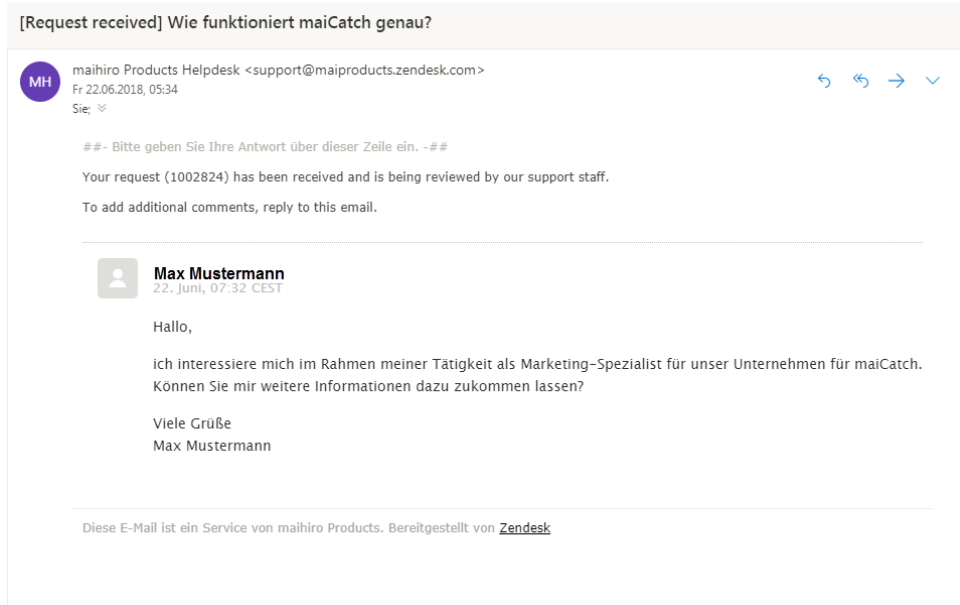 [Request received] Wie funktioniert maiCatch genau?
MH
maihiro Products Helpdesk <support@maiproducts.zendesk.com>
Fr 22.06.2018, 05:34
Sie;
##- Bitte geben Sie Ihre Antwort über dieser Zeile ein. -##
Your request (1002824) has been received and is being reviewed by our support staff.
To add additional comments, reply to this email.
Max Mustermann
22. Juni, 07:32 CEST
Hallo,
ich interessiere mich im Rahmen meiner Tätigkeit als Marketing-Spezialist für unser Unternehmen für maiCatch.
Können Sie mir weitere Informationen dazu zukommen lassen?
Viele Grüße
Max Mustermann
Diese E-Mail ist ein Service von maihiro Products. Bereitgestellt von Zendesk